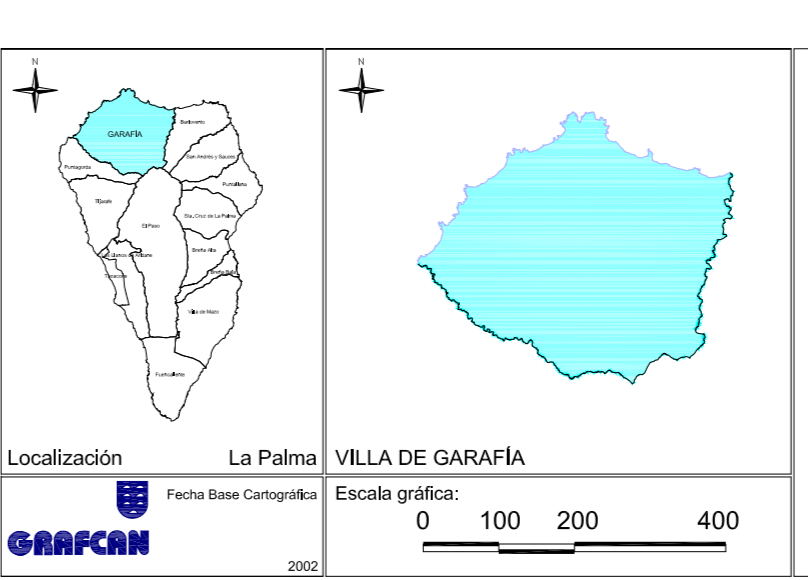 N
GARAFÍA
Barlovento
San Andrés y Sauces
Puntagorda
Puntallana
Tijarafe
Sta. Cruz de La Palma
El Paso
Breña Alta
Los Llanos de Aridane
Breña Baja
Tazacorte
Villa de Mazo
Fuencaliente
Localización
La Palma
N
VILLA DE GARAFÍA
GRAFCAN
Fecha Base Cartográfica
2002
Escala gráfica:
0 100 200 400